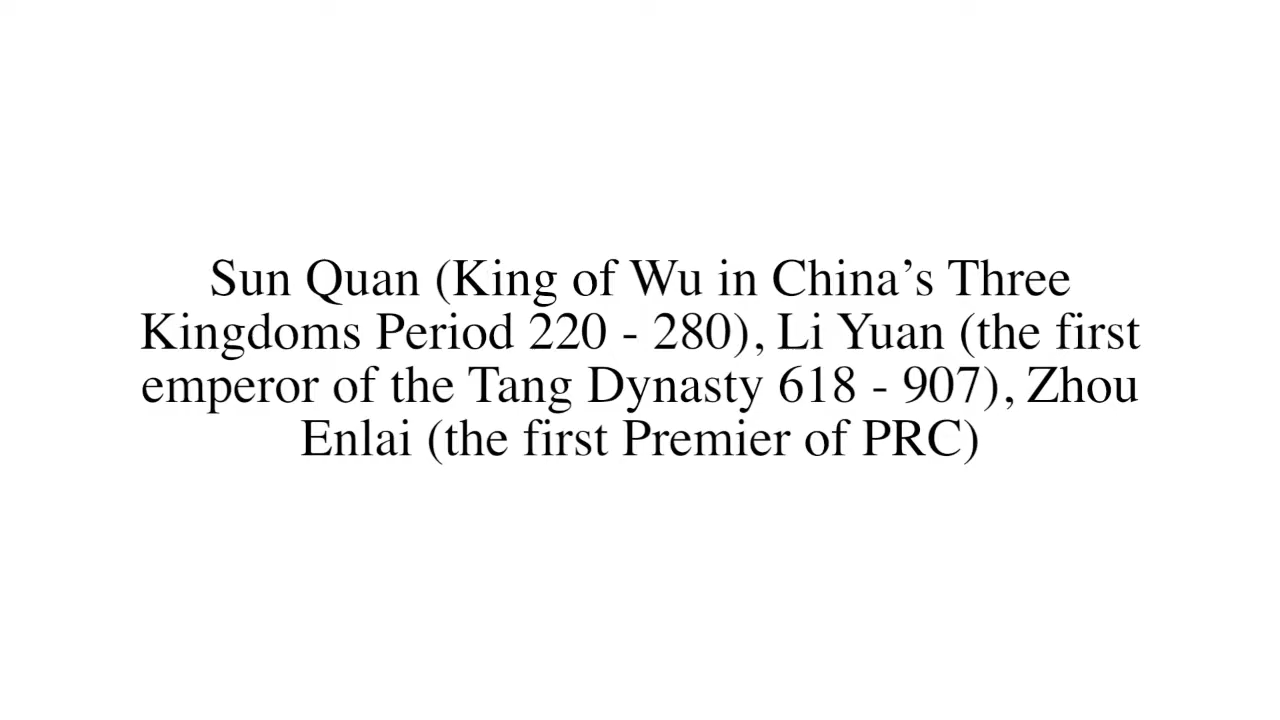 Sun Quan (King of Wu in China’s Three
Kingdoms Period 220 - 280), Li Yuan (the first
emperor of the Tang Dynasty 618 - 907), Zhou
Enlai (the first Premier of PRC)